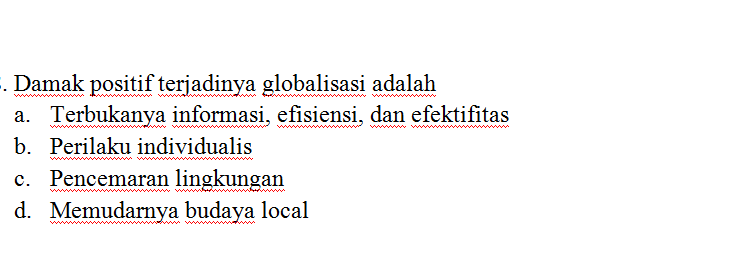 . Damak positif terjadinya globalisasi adalah
a. Terbukanya informasi, efisiensi, dan efektifitas
b. Perilaku individualis
c. Pencemaran lingkungan
d. Memudarnya budaya local